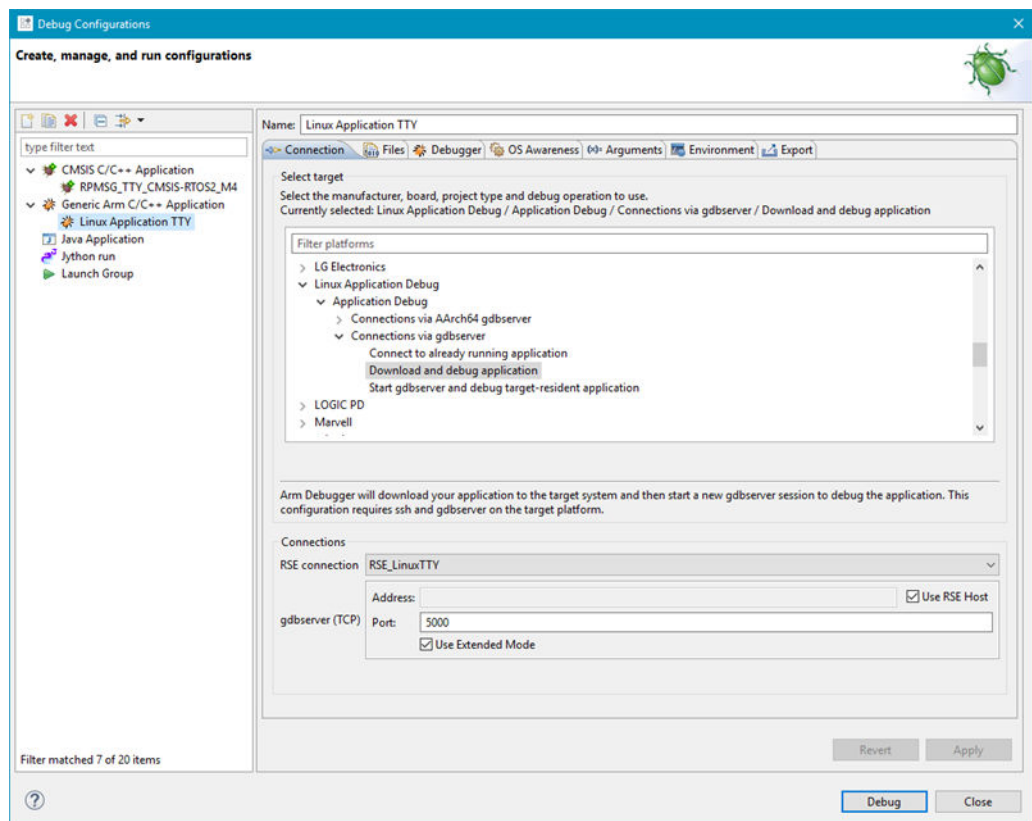 Debug Configurations
Create, manage, and run configurations
type filter text
CMSIS C/C++ Application
RPMSG_TTY_CMSIS-RTOS2_M4
Generic Arm C/C++ Application
Linux Application TTY
Java Application
Jython run
Launch Group
Filter matched 7 of 20 items
Name: Linux Application TTY
Connection Files Debugger OS Awareness Arguments Environment Export
Select target
Select the manufacturer, board, project type and debug operation to use.
Currently selected: Linux Application Debug / Application Debug / Connections via gdbserver / Download and debug application
Filter platforms
LG Electronics
Linux Application Debug
Application Debug
Connections via AArch64 gdbserver
Connections via gdbserver
Connect to already running application
Download and debug application
Start gdbserver and debug target-resident application
LOGIC PD
Marvell
Arm Debugger will download your application to the target system and then start a new gdbserver session to debug the application. This
configuration requires ssh and gdbserver on the target platform.
Connections
RSE connection RSE_LinuxTTY
Address: Use RSE Host
gdbserver (TCP) Port: 5000
Use Extended Mode
Revert Apply
Debug Close